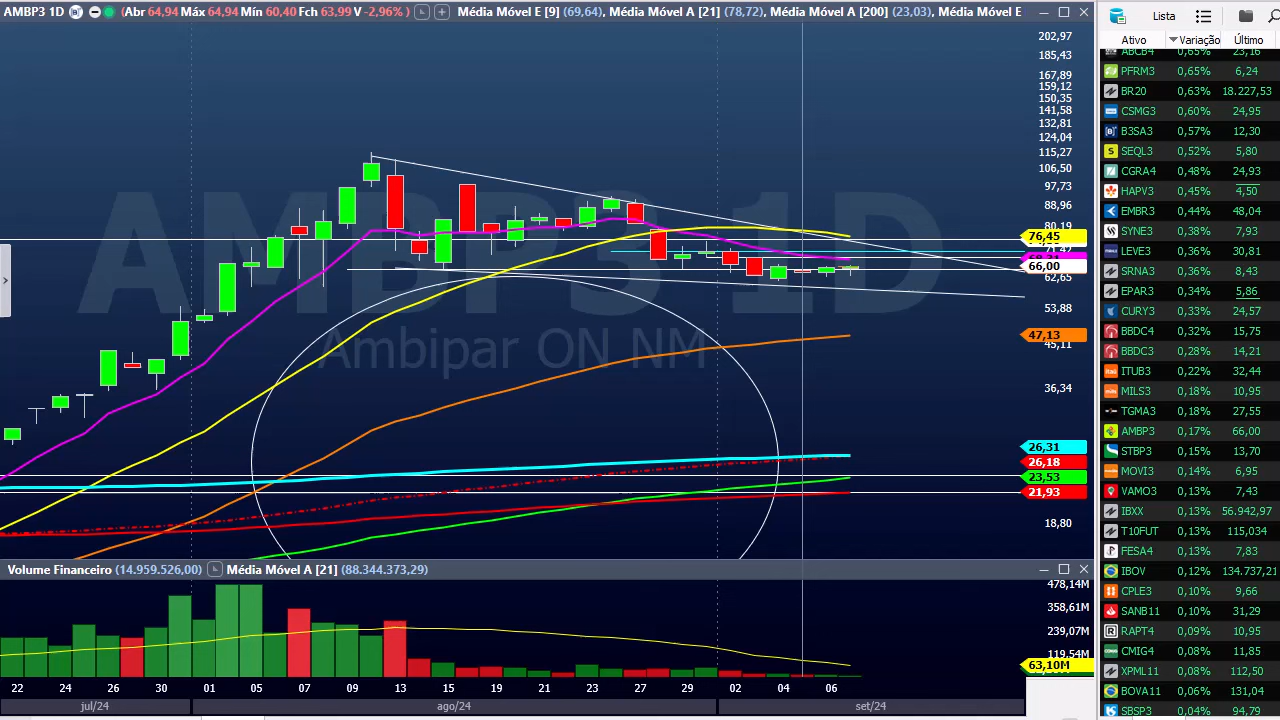 AMBP3 1D (Abr 64,94 Máx 64,94 Mín 60,40 Fch 63,99 V -2,96% ) Média Móvel E [9] (69,64), Média Móvel A [21] (78,72), Média Móvel A [200] (23,03), Média Móvel E
AMBP3 1D
Ambipar ON NM
202,97
185,43
167,89
159,12
150,35
141,58
132,81
124,04
115,27
106,50
97,73
88,96
80,19
76,45
71,42
66,00
62,65
53,88
47,13
45,11
36,34
26,31
26,18
23,53
21,93
18,80
Volume Financeiro (14.959.526,00) Média Móvel A [21] (88.344.373,29)
478,14M
358,61M
239,07M
119,54M
63,10M
22 24 26 30 01 05 07 15 19 21 23 27 29 02 04 06
jul/24 ago/24 set/24
Lista
Ativo Variação Último
ABCB4 0,65% 23,16
PFRM3 0,65% 6,24
BR20 0,63% 18.227,53
CSMG3 0,60% 24,95
B3SA3 0,57% 12,30
SEQL3 0,52% 5,80
CGRA4 0,48% 24,93
HAPV3 0,45% 4,50
EMBR3 0,44% 48,04
SYNE3 0,38% 7,93
LEVE3 0,37% 30,81
SRNA3 0,36% 8,43
EPAR3 0,34% 5,86
CURY3 0,33% 24,57
BBDC4 0,32% 15,75
BBDC3 0,28% 14,21
ITUB3 0,22% 32,44
MILS3 0,18% 10,95
TGMA3 0,18% 27,55
AMBP3 0,17% 66,00
STBP3 0,15% 13,70
MOVI3 0,14% 6,95
VAMO3 0,13% 7,43
IBXX 0,13% 56.942,97
T10FUT 0,13% 115,034
FESA4 0,13% 7,83
IBOV 0,12% 134.737,21
CPLE3 0,10% 9,66
SANB11 0,10% 31,29
RAPT4 0,09% 10,95
CMIG4 0,08% 11,85
XPML11 0,06% 112,50
BOVA11 0,06% 131,04
SBSP3 0,04% 94,79